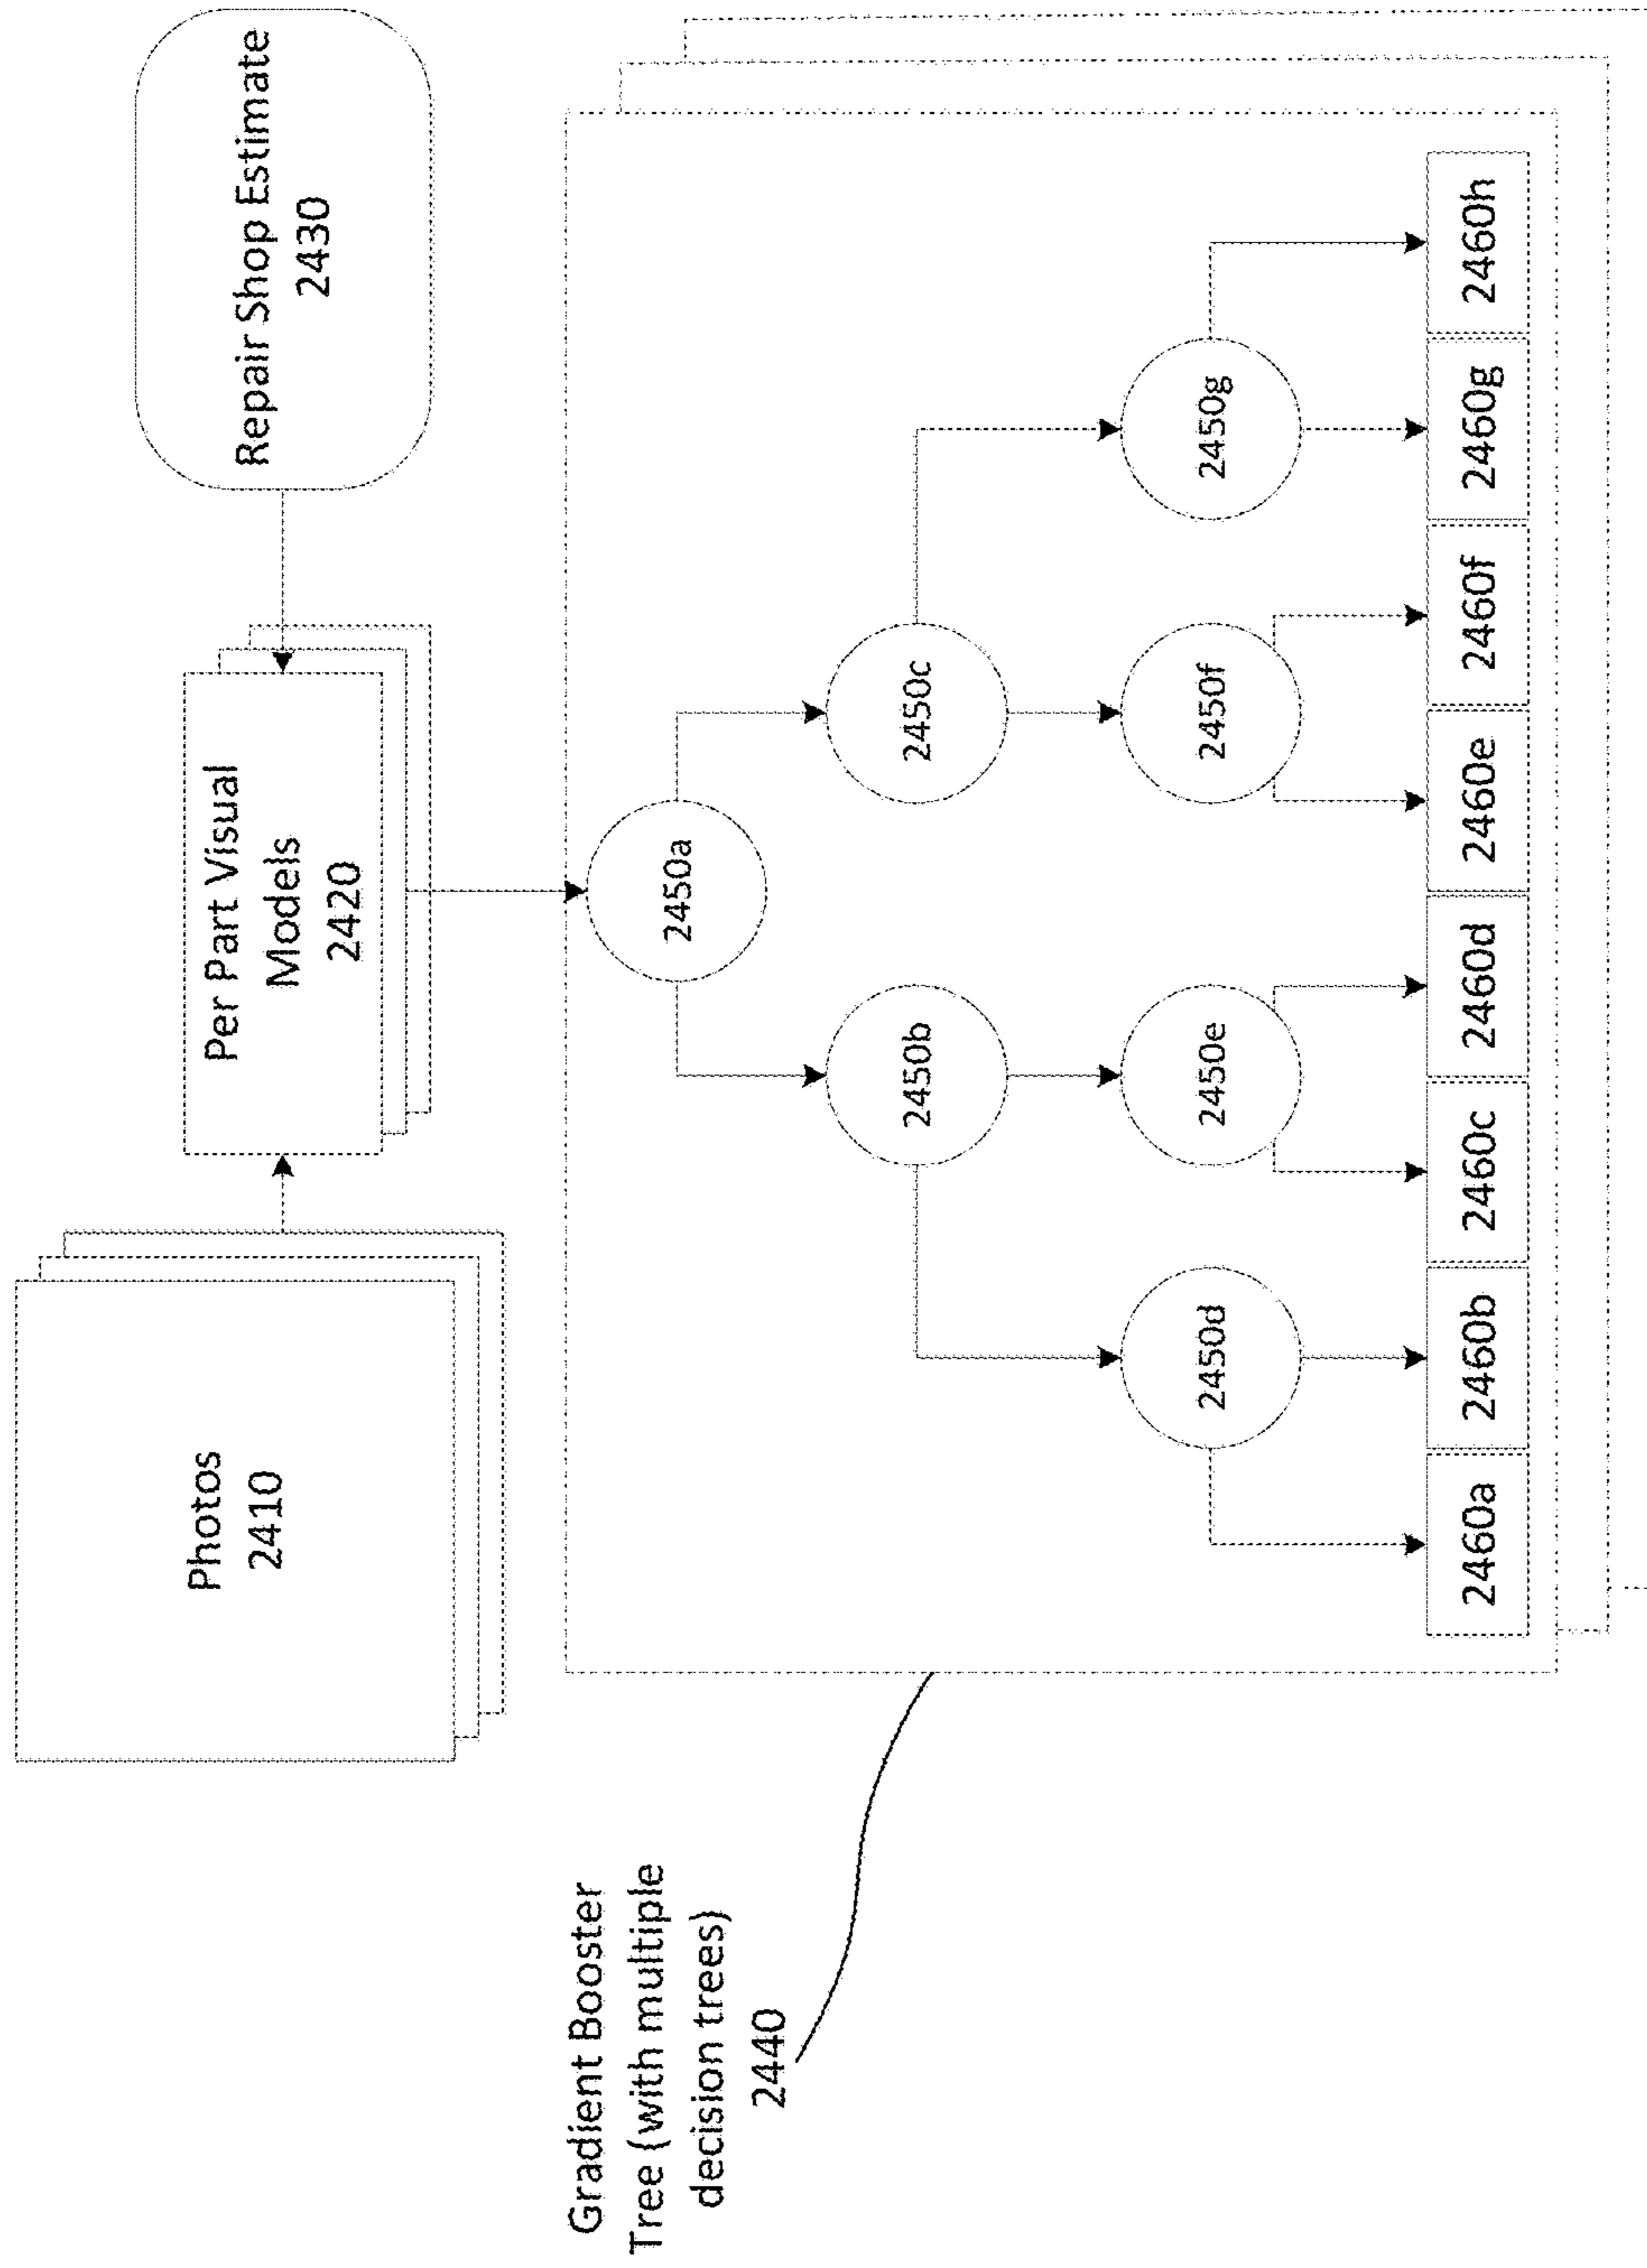 Photos
2410
Per Part Visual
Models
2420
Repair Shop Estimate
2430
Gradient Booster
Tree (with multiple
decision trees)
2440
2450a
2450b
2450c
2450d
2450e
2450f
2450g
2460a
2460b
2460c
2460d
2460e
2460f
2460g
2460h